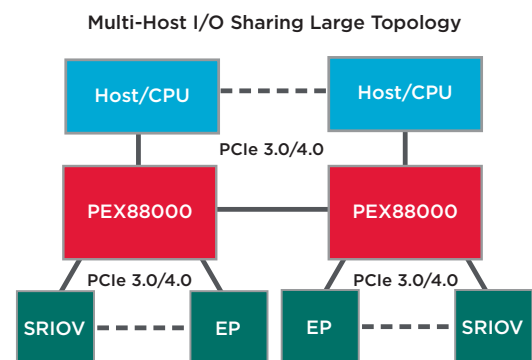 Multi-Host I/O Sharing Large Topology
Host/CPU
Host/CPU
PCIe 3.0/4.0
PEX88000
PEX88000
PCIe 3.0/4.0
PCIe 3.0/4.0
SRIOV
EP
EP
SRIOV